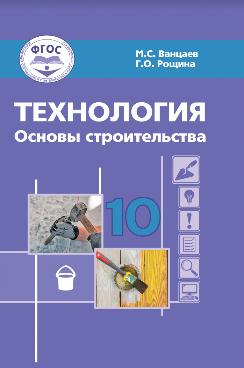 ФГОС
М.С. Ванцаев
Г.О. Рощина
ТЕХНОЛОГИЯ
Основы строительства
10